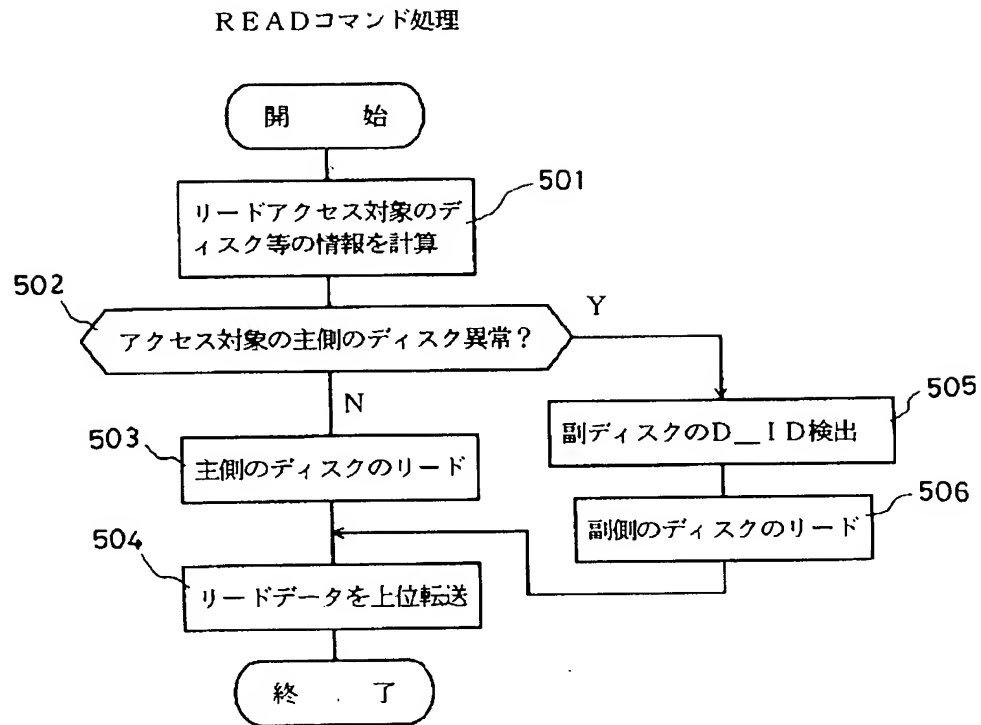 READコマンド処理
開 始
501
リードアクセス対象のデ
ィスク等の情報を計算
502
アクセス対象の主側のディスク異常？
Y
N
505
副ディスクのD＿ID検出
503
主側のディスクのリード
506
副側のディスクのリード
504
リードデータを上位転送
終 了